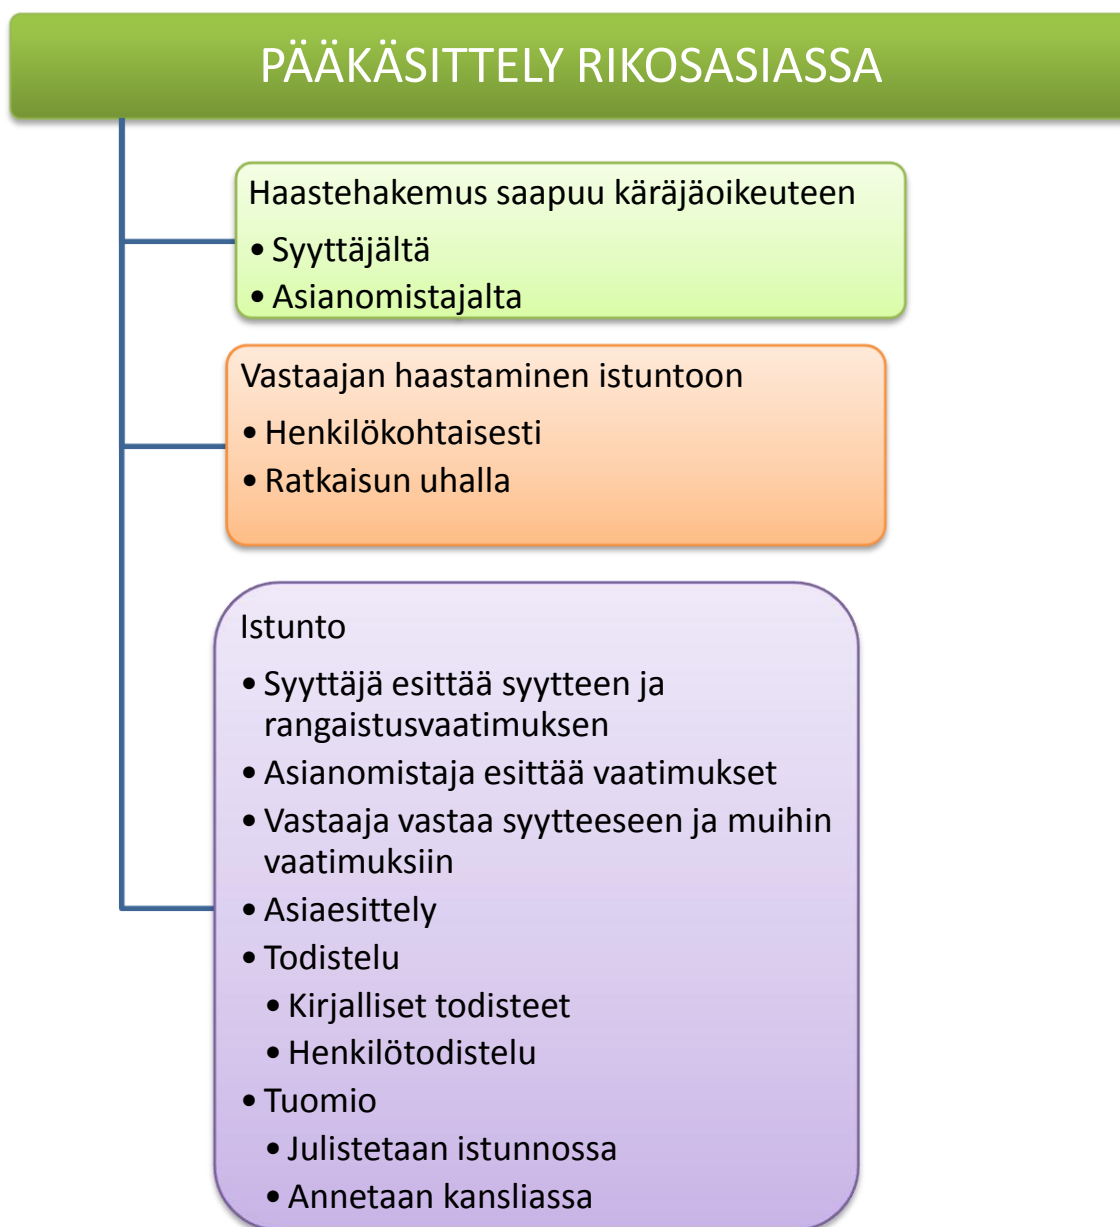 PÄÄKÄSITTELY RIKOSASIASSA
Haastehakemus saapuu käräjäoikeuteen
• Syyttäjältä
• Asianomistajalta
Vastaajan haastaminen istuntoon
• Henkilökohtaisesti
• Ratkaisun uhalla
Istunto
• Syyttäjä esittää syytteen ja
rangaistusvaatimuksen
• Asianomistaja esittää vaatimukset
• Vastaaja vastaa syytteeseen ja muihin
vaatimuksiin
• Asiaesittely
• Todistelu
• Kirjalliset todisteet
• Henkilötodistelu
• Tuomio
• Julistetaan istunnossa
• Annetaan kansliassa